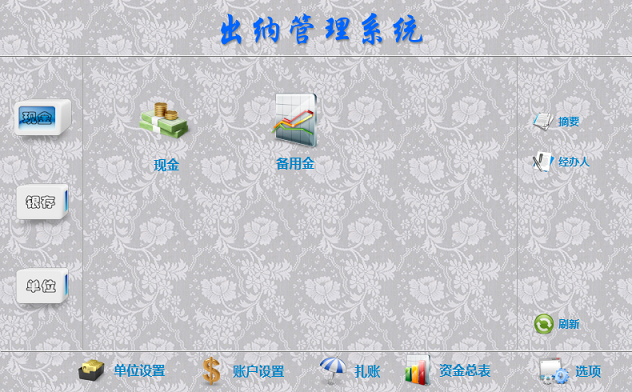 出纳管理系统
现金
银存
单位
现金
备用金
摘要
经办人
刷新
单位设置
账户设置
扎账
资金总表
选项